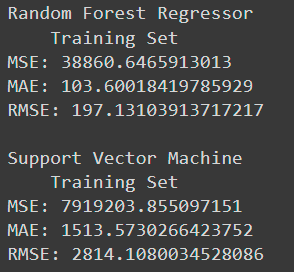 Random Forest Regressor
Training Set
MSE: 38860.6465913013
MAE: 103.60018419785929
RMSE: 197.13103913717217
Support Vector Machine
Training Set
MSE: 7919203.855097151
MAE: 1513.5730266423752
RMSE: 2814.1080034528086